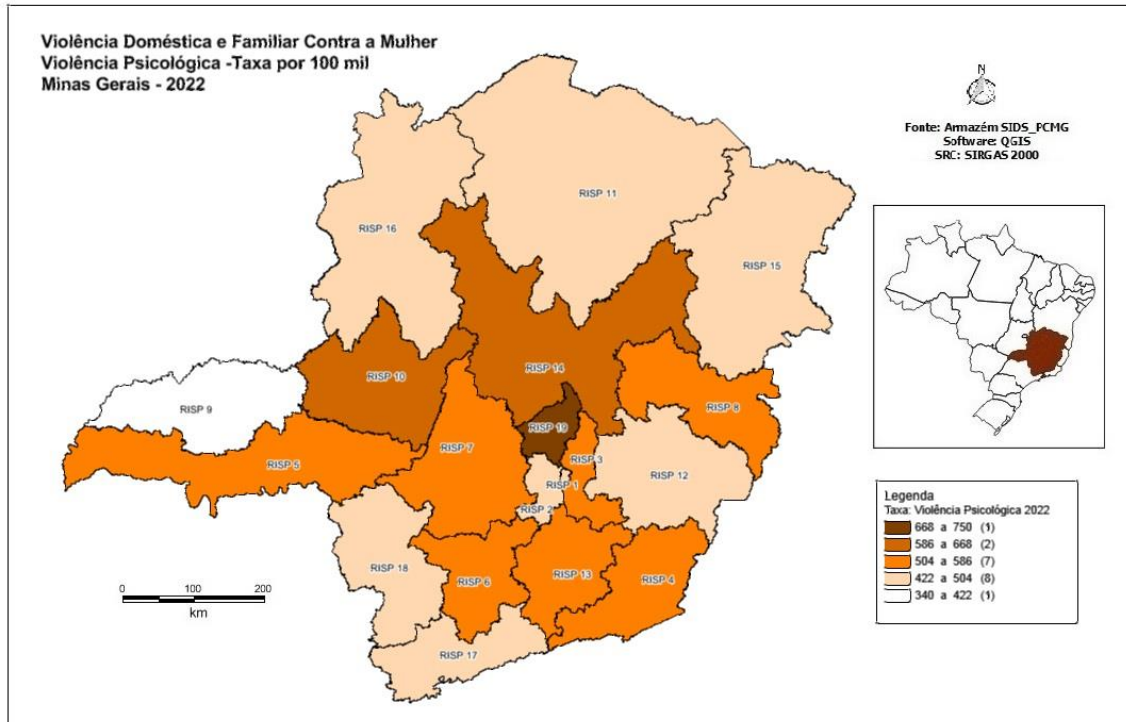 Violência Doméstica e Familiar Contra a Mulher
Violência Psicológica -Taxa por 100 mil
Minas Gerais - 2022
N
Fonte: Armazém SIDS_PCMG
Software: QGIS
SRC: SIRGAS 2000
RISP 11
RISP 16
RISP 15
RISP 14
RISP 10
RISP 9
RISP 8
RISP 19
RISP 7
RISP 3
RISP 5
RISP 12
RISP 1
RISP 2
RISP 18
RISP 6
RISP 13
RISP 4
RISP 17
0 100 200
km
Legenda
Taxa: Violência Psicológica 2022
668 a 750 (1)
586 a 668 (2)
504 a 586 (7)
422 a 504 (8)
340 a 422 (1)